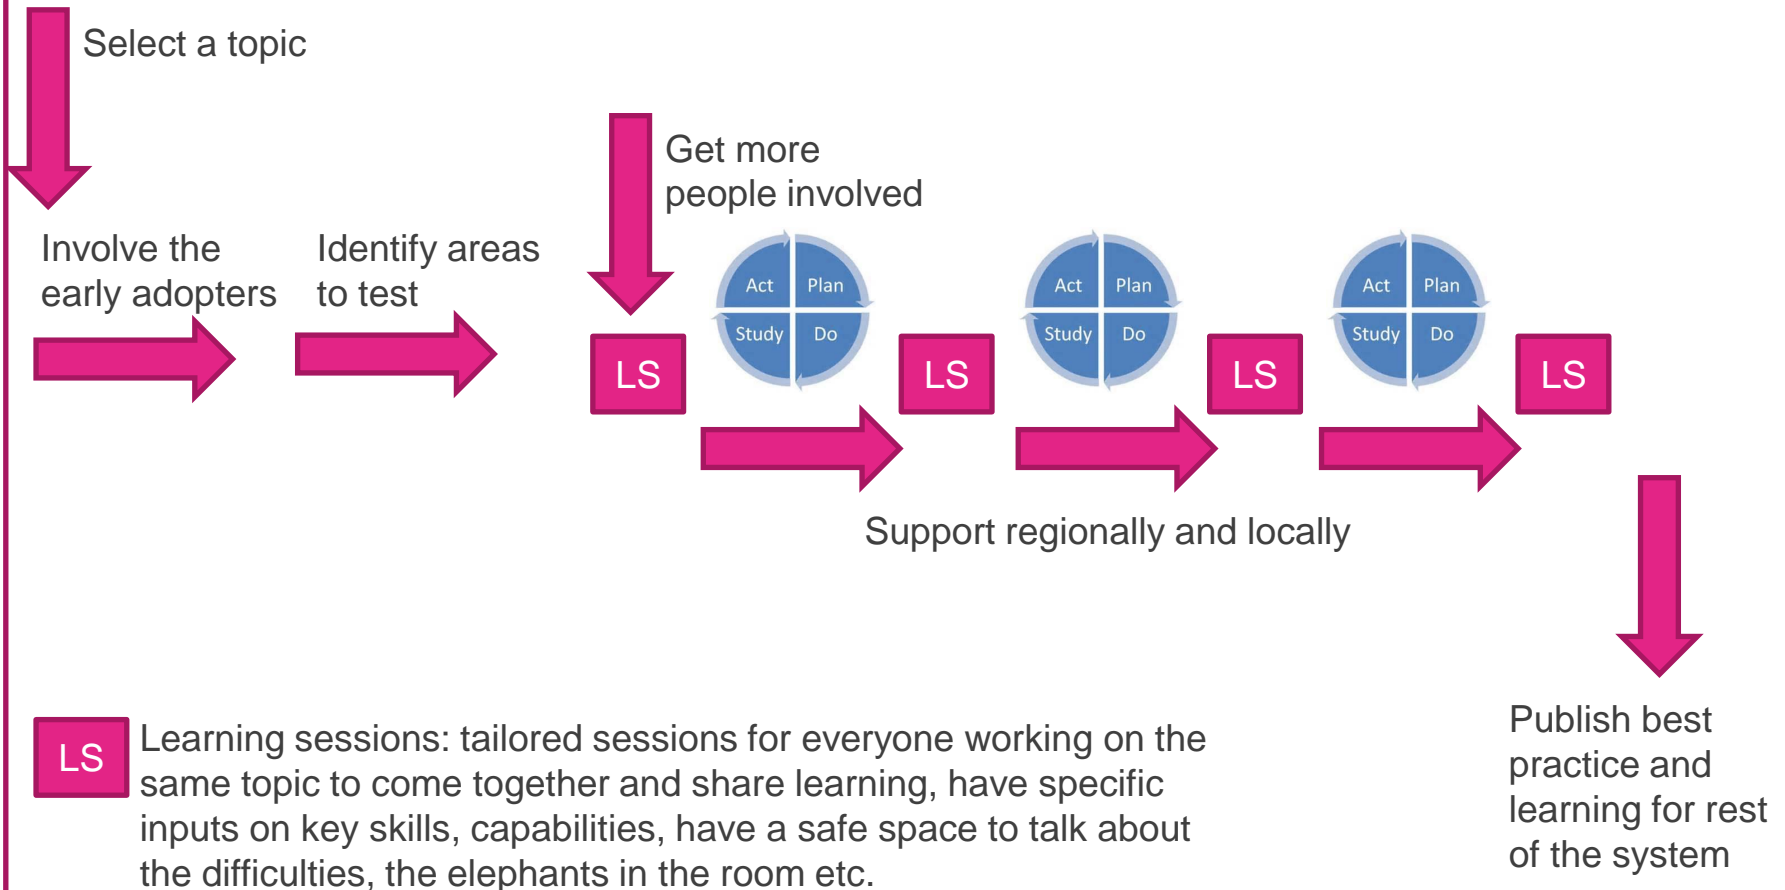 Select a topic
Get more
people involved
Involve the
early adopters
Identify areas
to test
Act
Plan
Study
Do
Act
Plan
Study
Do
Act
Plan
Study
Do
LS
LS
LS
LS
Support regionally and locally
LS
Learning sessions: tailored sessions for everyone working on the
same topic to come together and share learning, have specific
inputs on key skills, capabilities, have a safe space to talk about
the difficulties, the elephants in the room etc.
Publish best
practice and
learning for rest
of the system